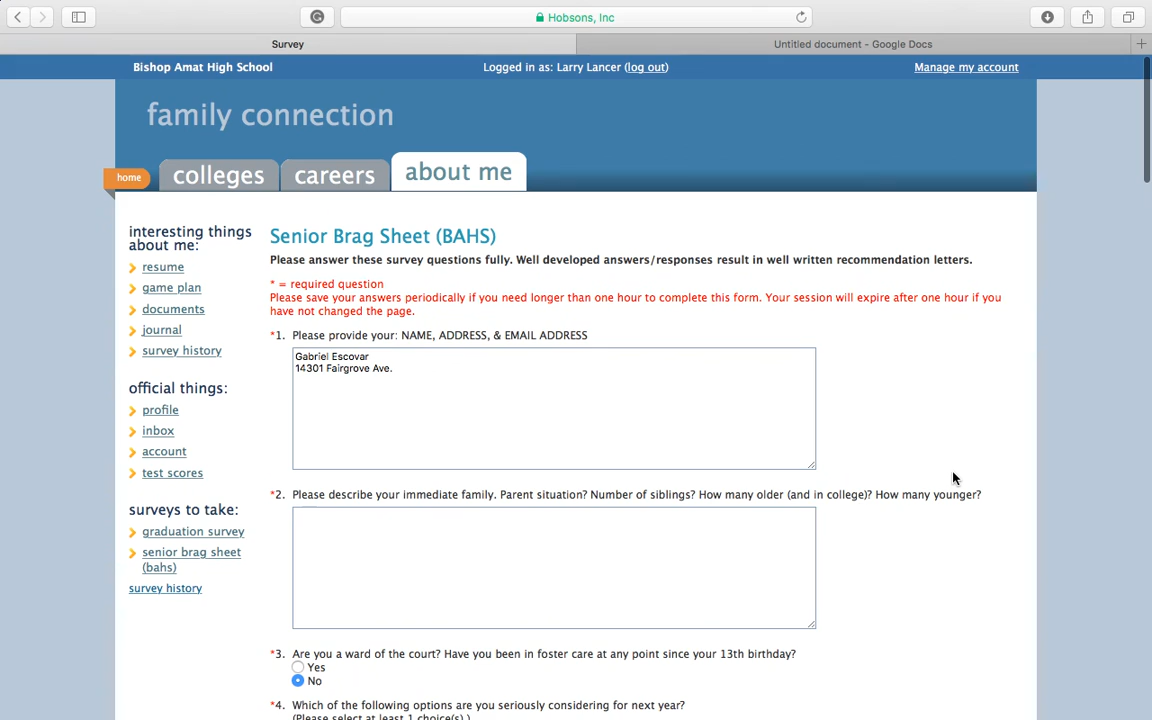 Hobsons, Inc
Survey
Untitled document - Google Docs
Bishop Amat High School
Logged in as: Larry Lancer (log out)
Manage my account
family connection
home
colleges
careers
about me
interesting things
about me:
resume
game plan
documents
journal
survey history
official things:
profile
inbox
account
test scores
surveys to take:
graduation survey
senior brag sheet
(bahs)
survey history
Senior Brag Sheet (BAHS)
Please answer these survey questions fully. Well developed answers/responses result in well written recommendation letters.
* = required question
Please save your answers periodically if you need longer than one hour to complete this form. Your session will expire after one hour if you
have not changed the page.
*1. Please provide your: NAME, ADDRESS, & EMAIL ADDRESS
Gabriel Escovar
14301 Fairgrove Ave.
*2. Please describe your immediate family. Parent situation? Number of siblings? How many older (and in college)? How many younger?
*3. Are you a ward of the court? Have you been in foster care at any point since your 13th birthday?
Yes
No
*4. Which of the following options are you seriously considering for next year?
(Please select at least 1 choice(s).)